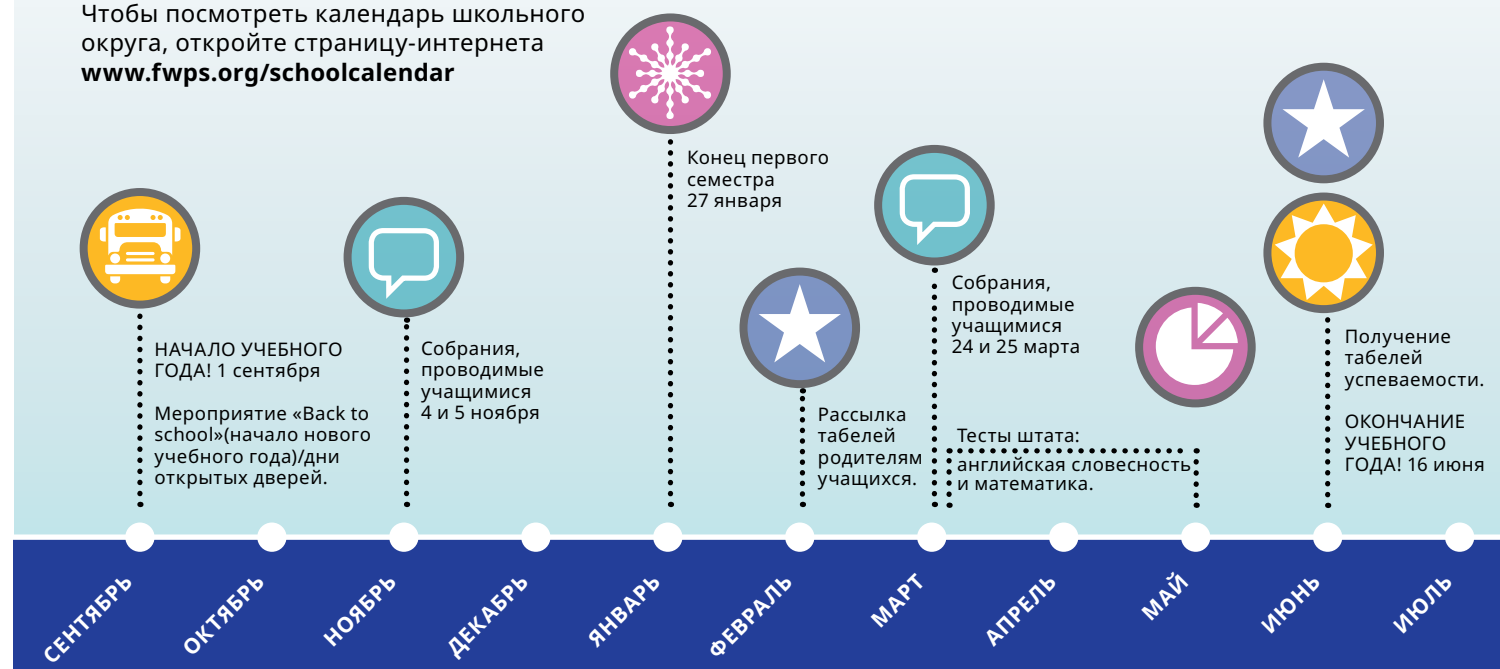 Чтобы посмотреть календарь школьного
округа, откройте страницу-интернета
www.fwps.org/schoolcalendar
НАЧАЛО УЧЕБНОГО
ГОДА! 1 сентября
Мероприятие «Back to
school»(начало нового
учебного года)/дни
открытых дверей.
Собрания,
проводимые
учащимися
4 и 5 ноября
Конец первого
семестра
27 января
Рассылка
табелей
родителям
учащихся.
Собрания,
проводимые
учащимися
24 и 25 марта
Тесты штата:
английская словесность
и математика.
Получение
табелей
успеваемости.
ОКОНЧАНИЕ
УЧЕБНОГО
ГОДА! 16 июня
СЕНТЯБРЬ
ОКТЯБРЬ
НОЯБРЬ
ДЕКАБРЬ
ЯНВАРЬ
ФЕВРАЛЬ
МАРТ
АПРЕЛЬ
МАЙ
ИЮНЬ
ИЮЛЬ